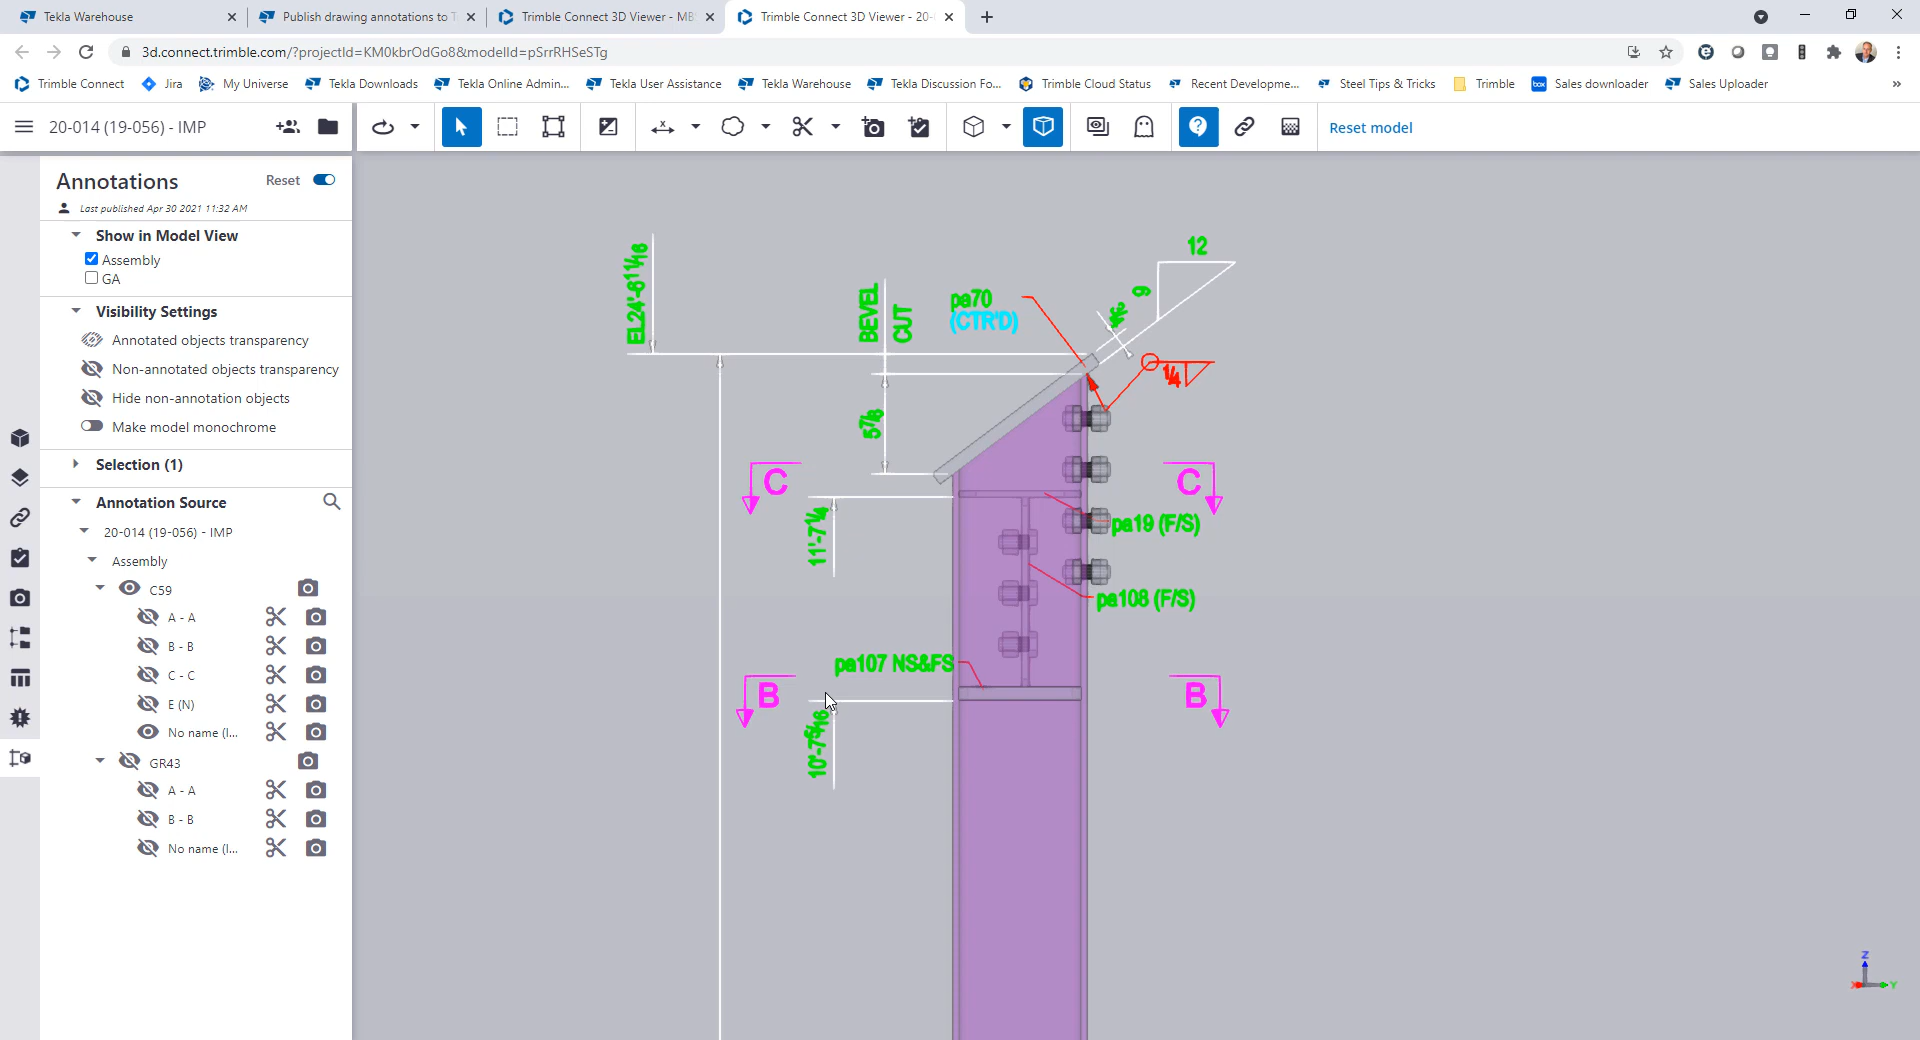 Tekla Warehouse
Publish drawing annotations to T
Trimble Connect 3D Viewer - MB
Trimble Connect 3D Viewer - 20-
3d.connect.trimble.com/?projectId=KM0kbrOdGo8&modelId=pSrrRHSeSTg
Trimble Connect
Jira
My Universe
Tekla Downloads
Tekla Online Admin...
Tekla User Assistance
Tekla Warehouse
Tekla Discussion Fo...
Trimble Cloud Status
Recent Developme...
Steel Tips & Tricks
Trimble
box
Sales downloader
Sales Uploader
»
20-014 (19-056) - IMP
Reset model
Annotations
Reset
Last published Apr 30 2021 11:32 AM
Show in Model View
Assembly
GA
Visibility Settings
Annotated objects transparency
Non-annotated objects transparency
Hide non-annotation objects
Make model monochrome
Selection (1)
Annotation Source
20-014 (19-056) - IMP
Assembly
C59
A - A
B - B
C - C
E (N)
No name (I...
GR43
A - A
B - B
No name (I...
EL24'-6 11/16
BEVEL
CUT
pa70
(CTR'D)
12
9
1/4
5 7/8
C
C
11'-7 1/4
pa19 (F/S)
pa108 (F/S)
pa107 NS&FS
B
B
10'-7 5/16
Z
X
Y